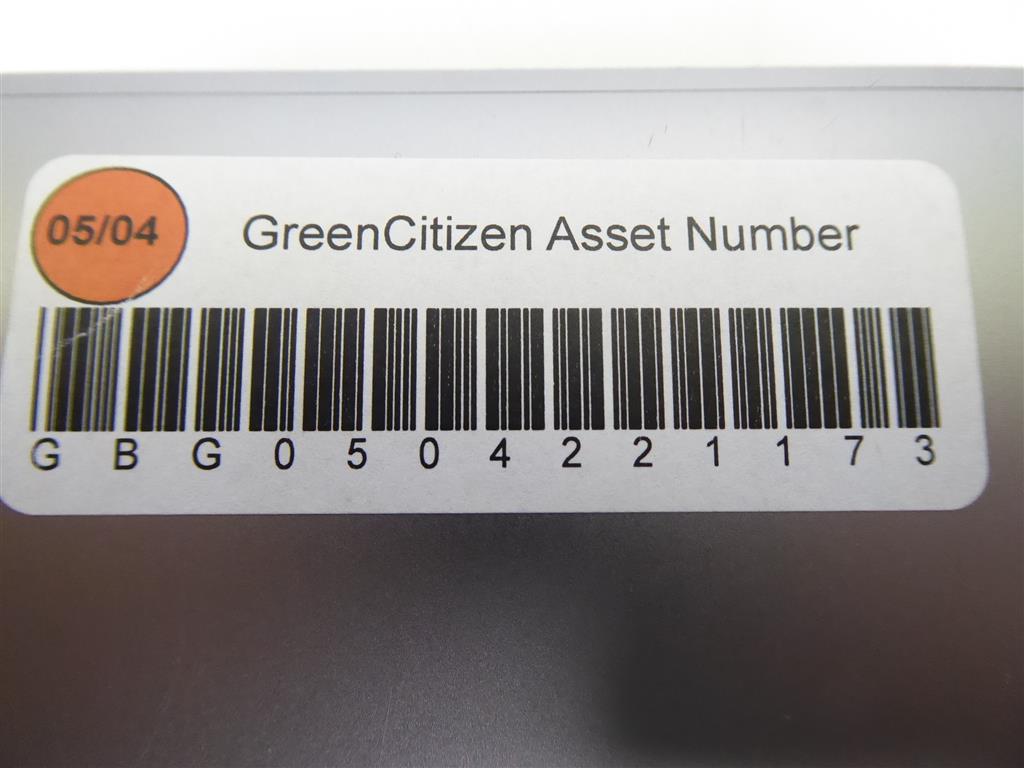 05/04 GreenCitizen Asset Number
G B G 0 5 0 4 2 2 1 1 7 3